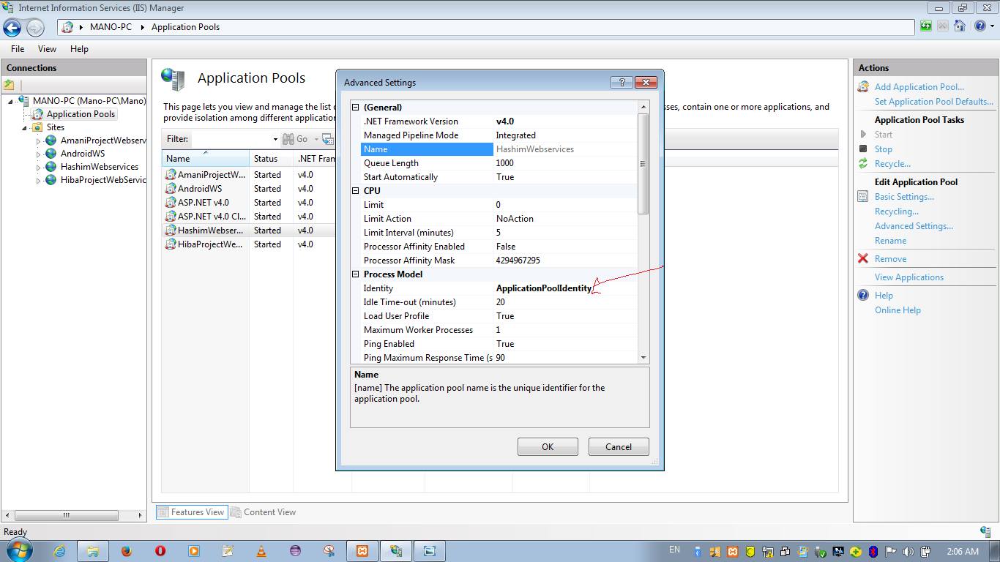 Internet Information Services (IIS) Manager
MANO-PC Application Pools
File View Help
Connections
MANO-PC (Mano-PC\Mano)
Application Pools
Sites
AmaniProjectWebserv
AndroidWS
HashimWebservices
HibaProjectWebServic
Application Pools
This page lets you view and manage the list
provide isolation among different application
sses, contain one or more applications, and
Filter: Go
Name Status .NET Fram
AmaniProjectW... Started v4.0
AndroidWS Started v4.0
ASP.NET v4.0 Started v4.0
ASP.NET v4.0 Cl... Started v4.0
HashimWebser... Started v4.0
HibaProjectWe... Started v4.0
Advanced Settings
(General)
.NET Framework Version v4.0
Managed Pipeline Mode Integrated
Name HashimWebservices
Queue Length 1000
Start Automatically True
CPU
Limit 0
Limit Action NoAction
Limit Interval (minutes) 5
Processor Affinity Enabled False
Processor Affinity Mask 4294967295
Process Model
Identity ApplicationPoolIdentity
Idle Time-out (minutes) 20
Load User Profile True
Maximum Worker Processes 1
Ping Enabled True
Ping Maximum Response Time (s 90
Name
[name] The application pool name is the unique identifier for the
application pool.
OK Cancel
Actions
Add Application Pool...
Set Application Pool Defaults...
Application Pool Tasks
Start
Stop
Recycle...
Edit Application Pool
Basic Settings...
Recycling...
Advanced Settings...
Rename
Remove
View Applications
Help
Online Help
Features View Content View
Ready
EN 2:06 AM